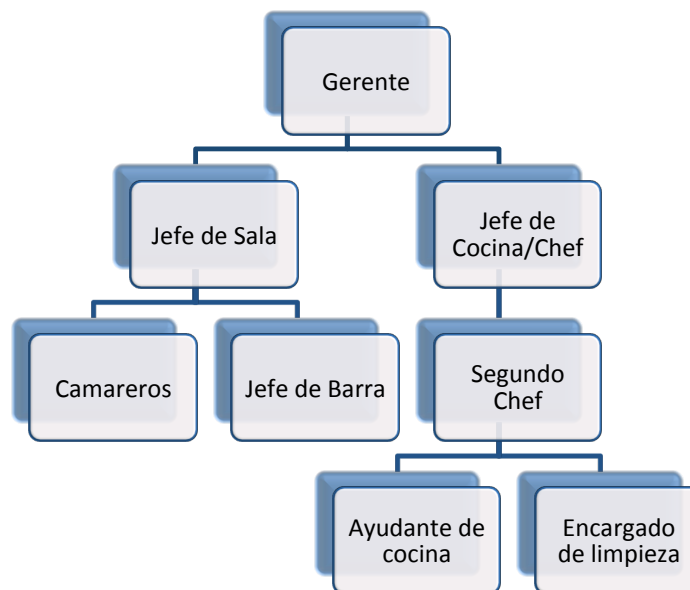 Gerente
Jefe de Sala
Jefe de
Cocina/Chef
Camareros
Jefe de Barra
Segundo
Chef
Ayudante de
cocina
Encargado
de limpieza